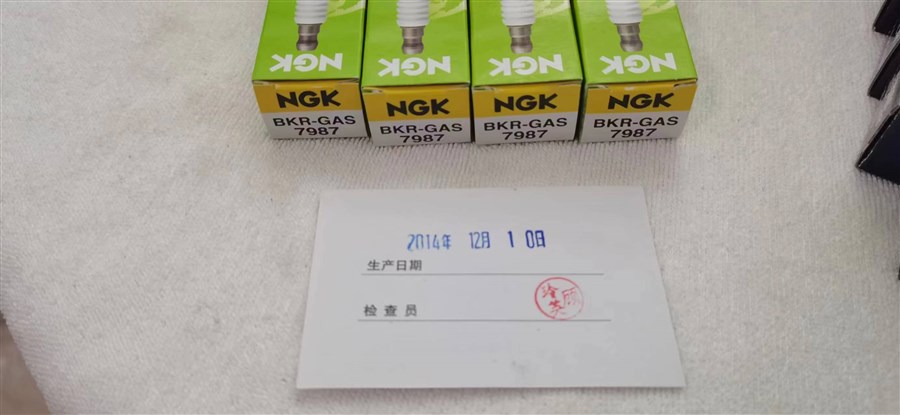 NGK NGK NGK NGK
NGK NGK NGK NGK
BKR-GAS BKR-GAS BKR-GAS BKR-GAS
7987 7987 7987 7987
2014年 12月 10日
生产日期
检查员